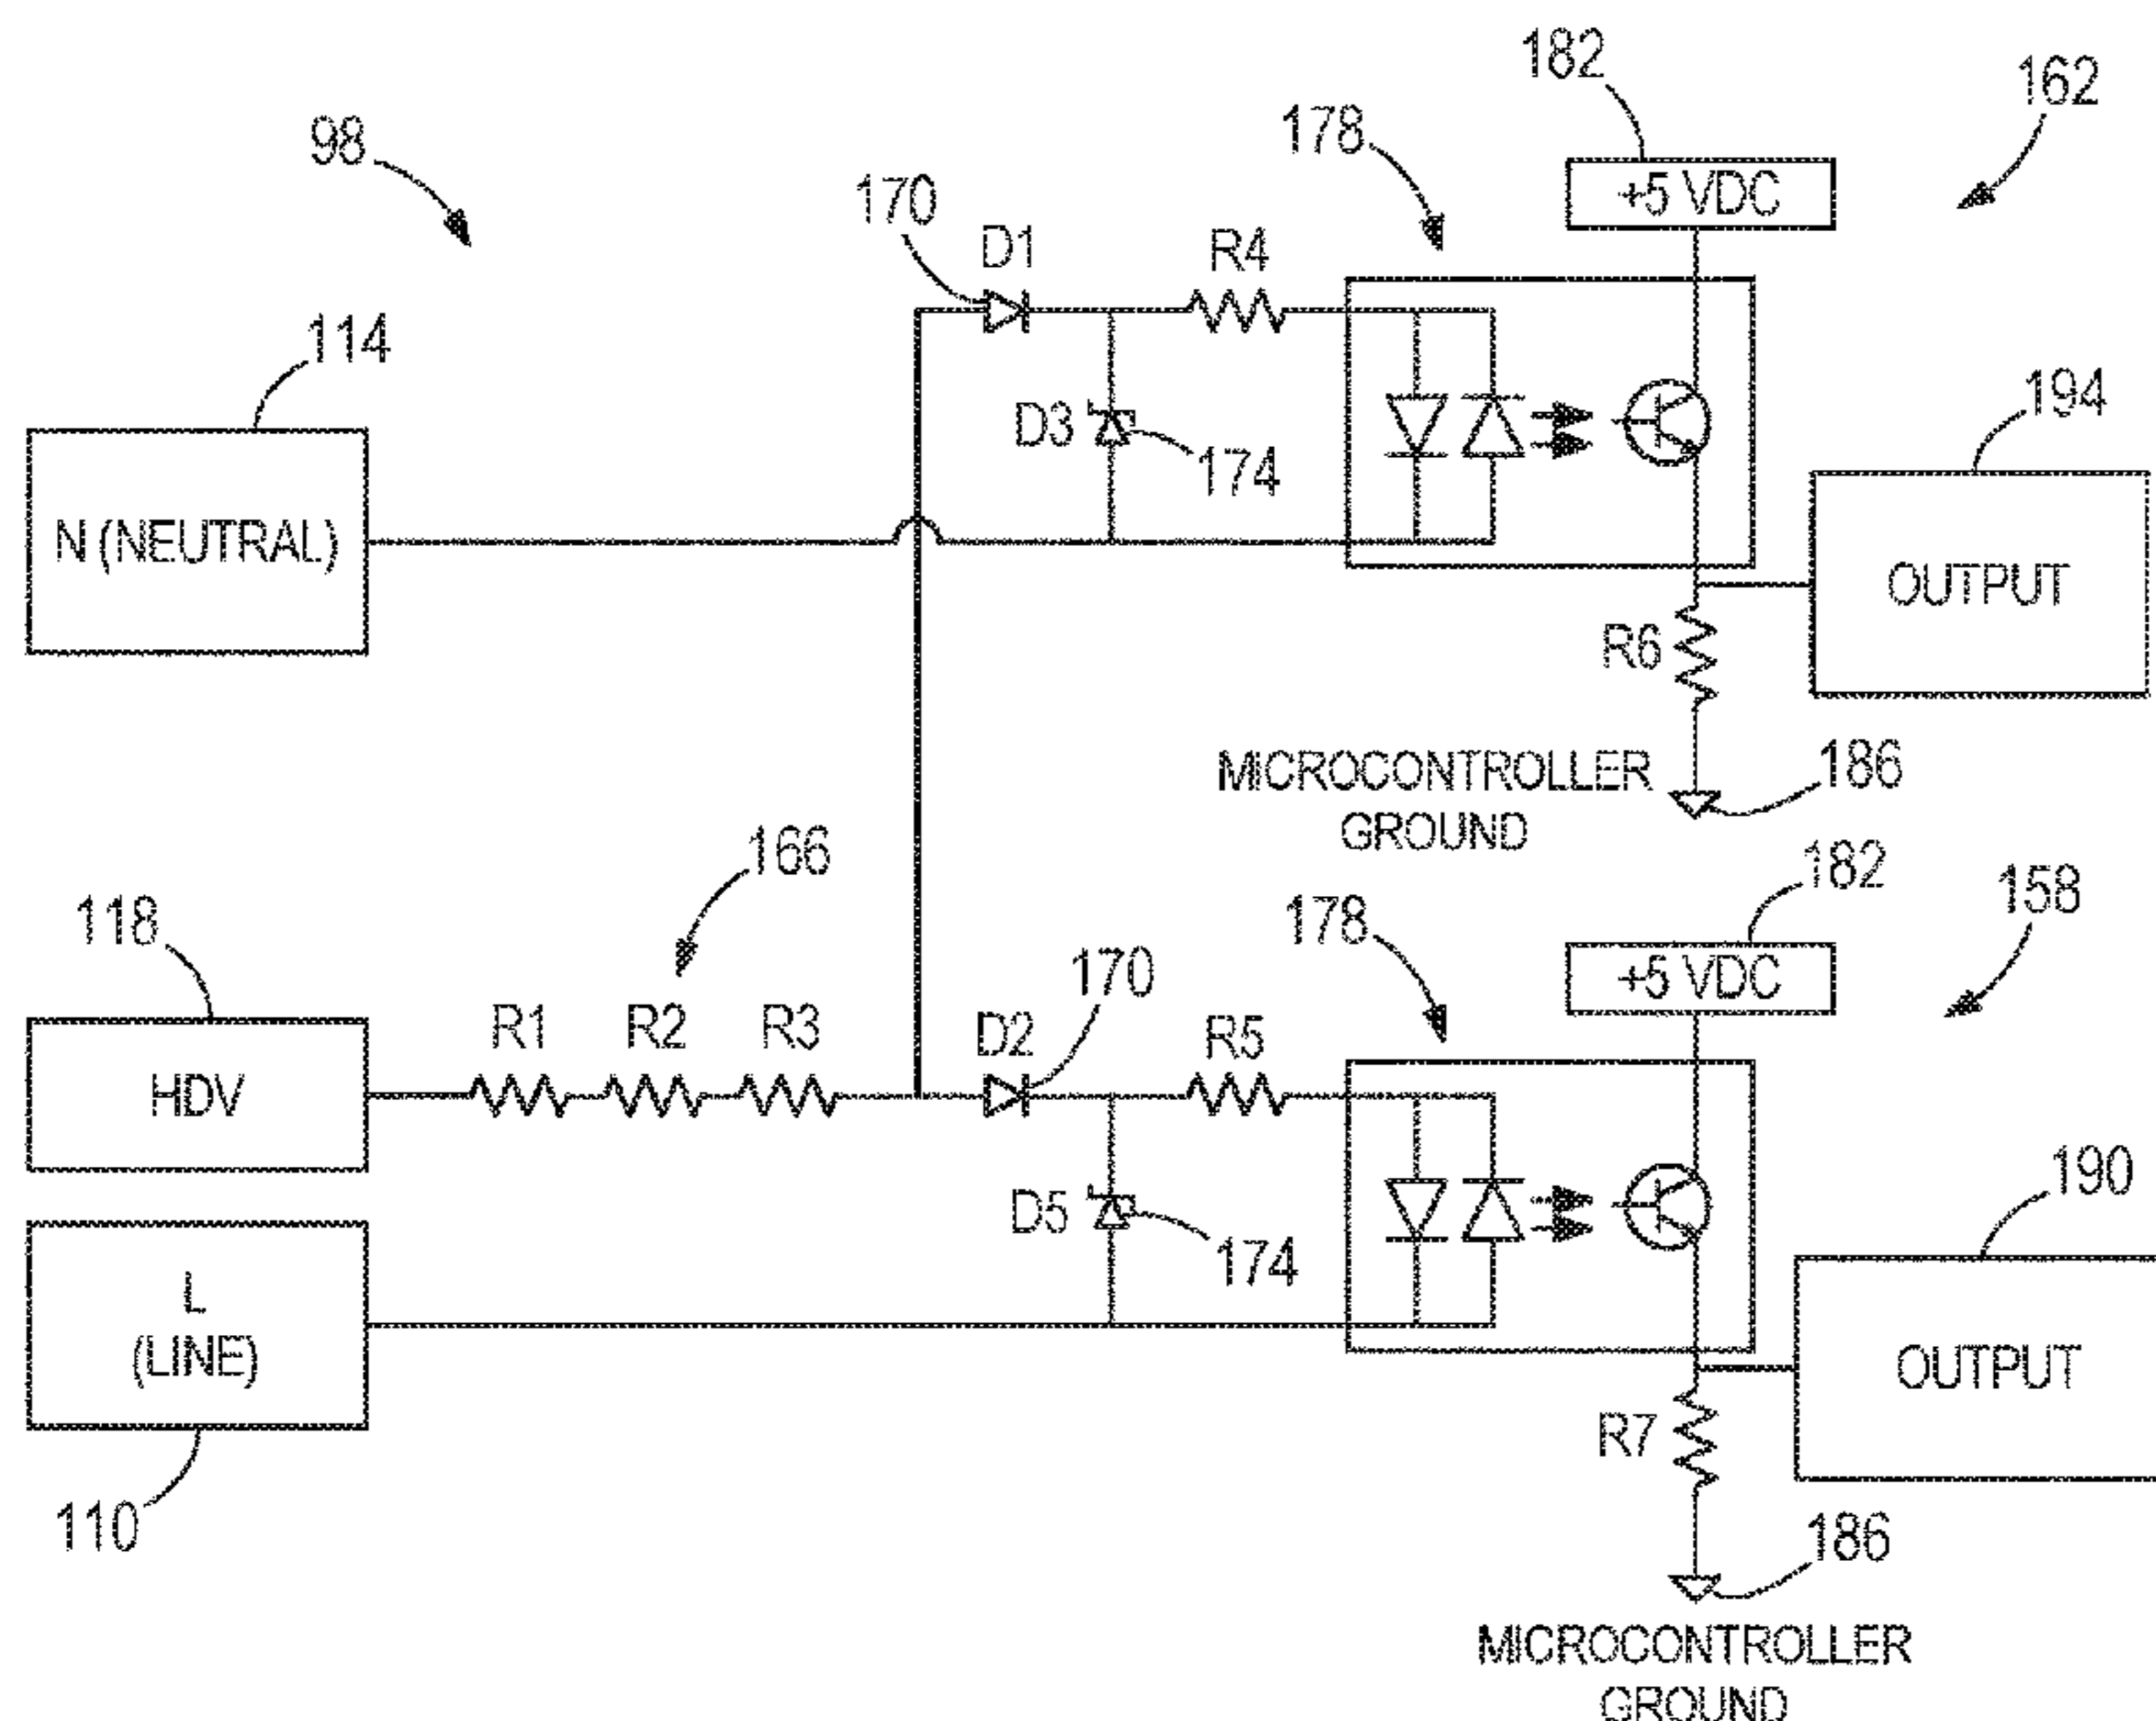 98
114
N (NEUTRAL)
170
D1
R4
178
182
+5 VDC
162
D3
174
194
OUTPUT
R6
MICROCONTROLLER
GROUND
186
118
HDV
166
R1
R2
R3
170
D2
R5
178
182
+5 VDC
158
D5
174
190
OUTPUT
L
(LINE)
110
R7
186
MICROCONTROLLER
GROUND